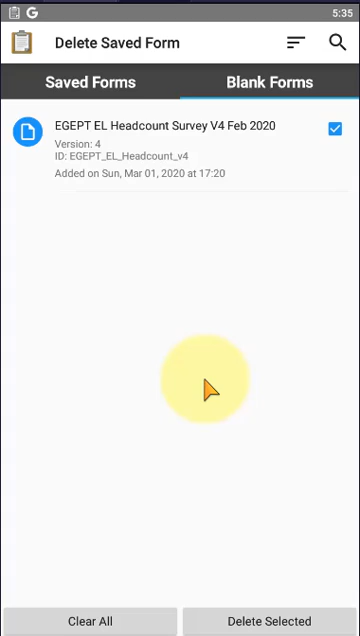 5:35
Delete Saved Form
Saved Forms
Blank Forms
EGEPT EL Headcount Survey V4 Feb 2020
Version: 4
ID: EGEPT_EL_Headcount_v4
Added on Sun, Mar 01, 2020 at 17:20
Clear All
Delete Selected